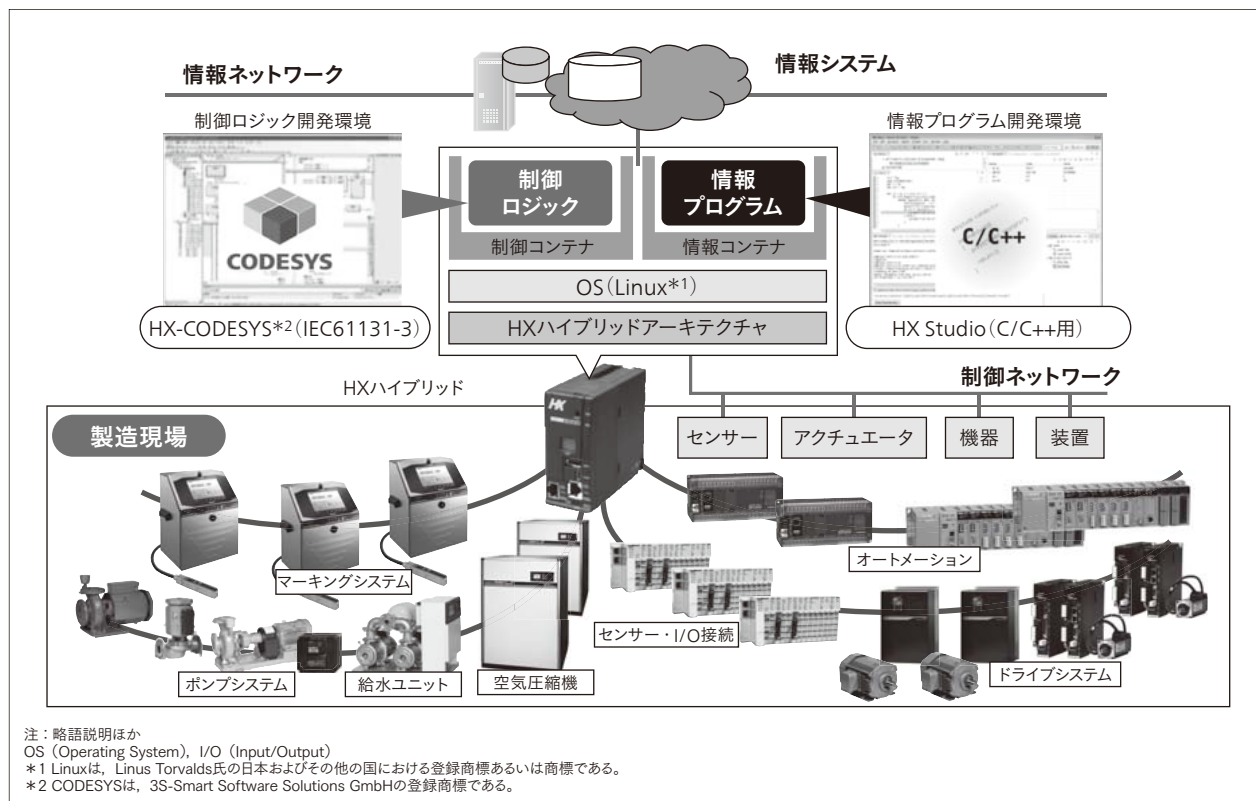 情報ネットワーク
情報システム
制御ロジック開発環境
情報プログラム開発環境
制御
ロジック
情報
プログラム
制御コンテナ
情報コンテナ
CODESYS
C/C++
OS（Linux＊1）
HX-CODESYS＊2（IEC61131-3）
HXハイブリッドアーキテクチャ
HX Studio（C/C++用）
HXハイブリッド
制御ネットワーク
製造現場
HX
センサー
アクチュエータ
機器
装置
マーキングシステム
オートメーション
センサー・I/O接続
ポンプシステム
給水ユニット
空気圧縮機
ドライブシステム
注：略語説明ほか
OS（Operating System），I/O（Input/Output）
＊1 Linuxは，Linus Torvalds氏の日本およびその他の国における登録商標あるいは商標である。
＊2 CODESYSは，3S-Smart Software Solutions GmbHの登録商標である。